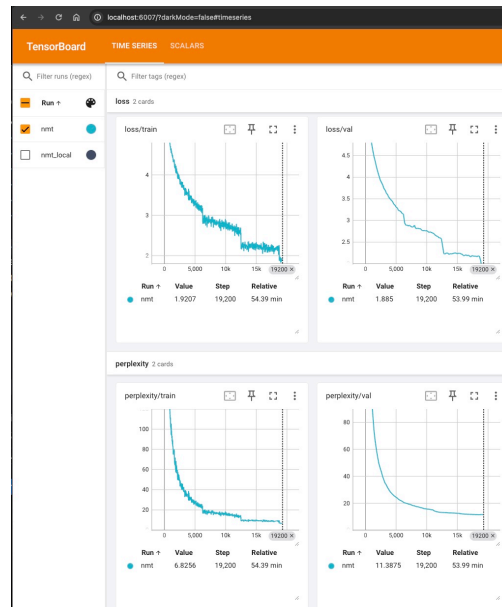 localhost:6007/?darkMode=false#timeseries
TensorBoard TIME SERIES SCALARS
Filter runs (regex) Filter tags (regex)
Run ↑
nmt
nmt_local
loss 2 cards
loss/train
4
3
2
0 5,000 10k 15k 19200 ×
Run ↑ Value Step Relative
nmt 1.9207 19,200 54.39 min
loss/val
4.5
4
3.5
3
2.5
0 5,000 10k 15k 19200 ×
Run ↑ Value Step Relative
nmt 1.885 19,200 53.99 min
perplexity 2 cards
perplexity/train
100
80
60
40
20
0 5,000 10k 15k 19200 ×
Run ↑ Value Step Relative
nmt 6.8256 19,200 54.39 min
perplexity/val
80
60
40
20
0 5,000 10k 15k 19200 ×
Run ↑ Value Step Relative
nmt 11.3875 19,200 53.99 min